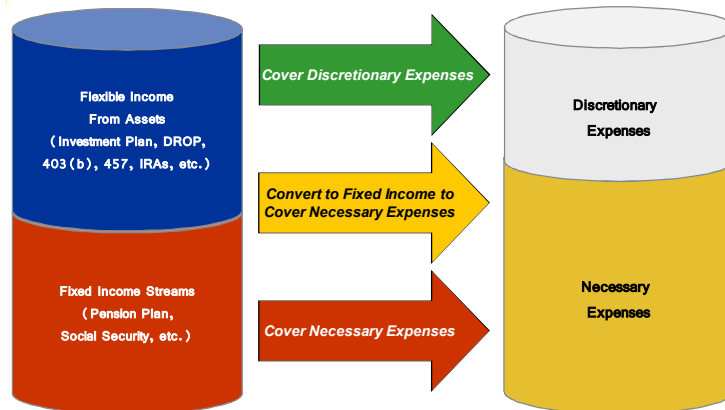 Flexible Income
From Assets
(Investment Plan, DROP,
403(b), 457, IRAs, etc.)
Fixed Income Streams
(Pension Plan,
Social Security, etc.)
Cover Discretionary Expenses
Convert to Fixed Income to
Cover Necessary Expenses
Cover Necessary Expenses
Discretionary
Expenses
Necessary
Expenses